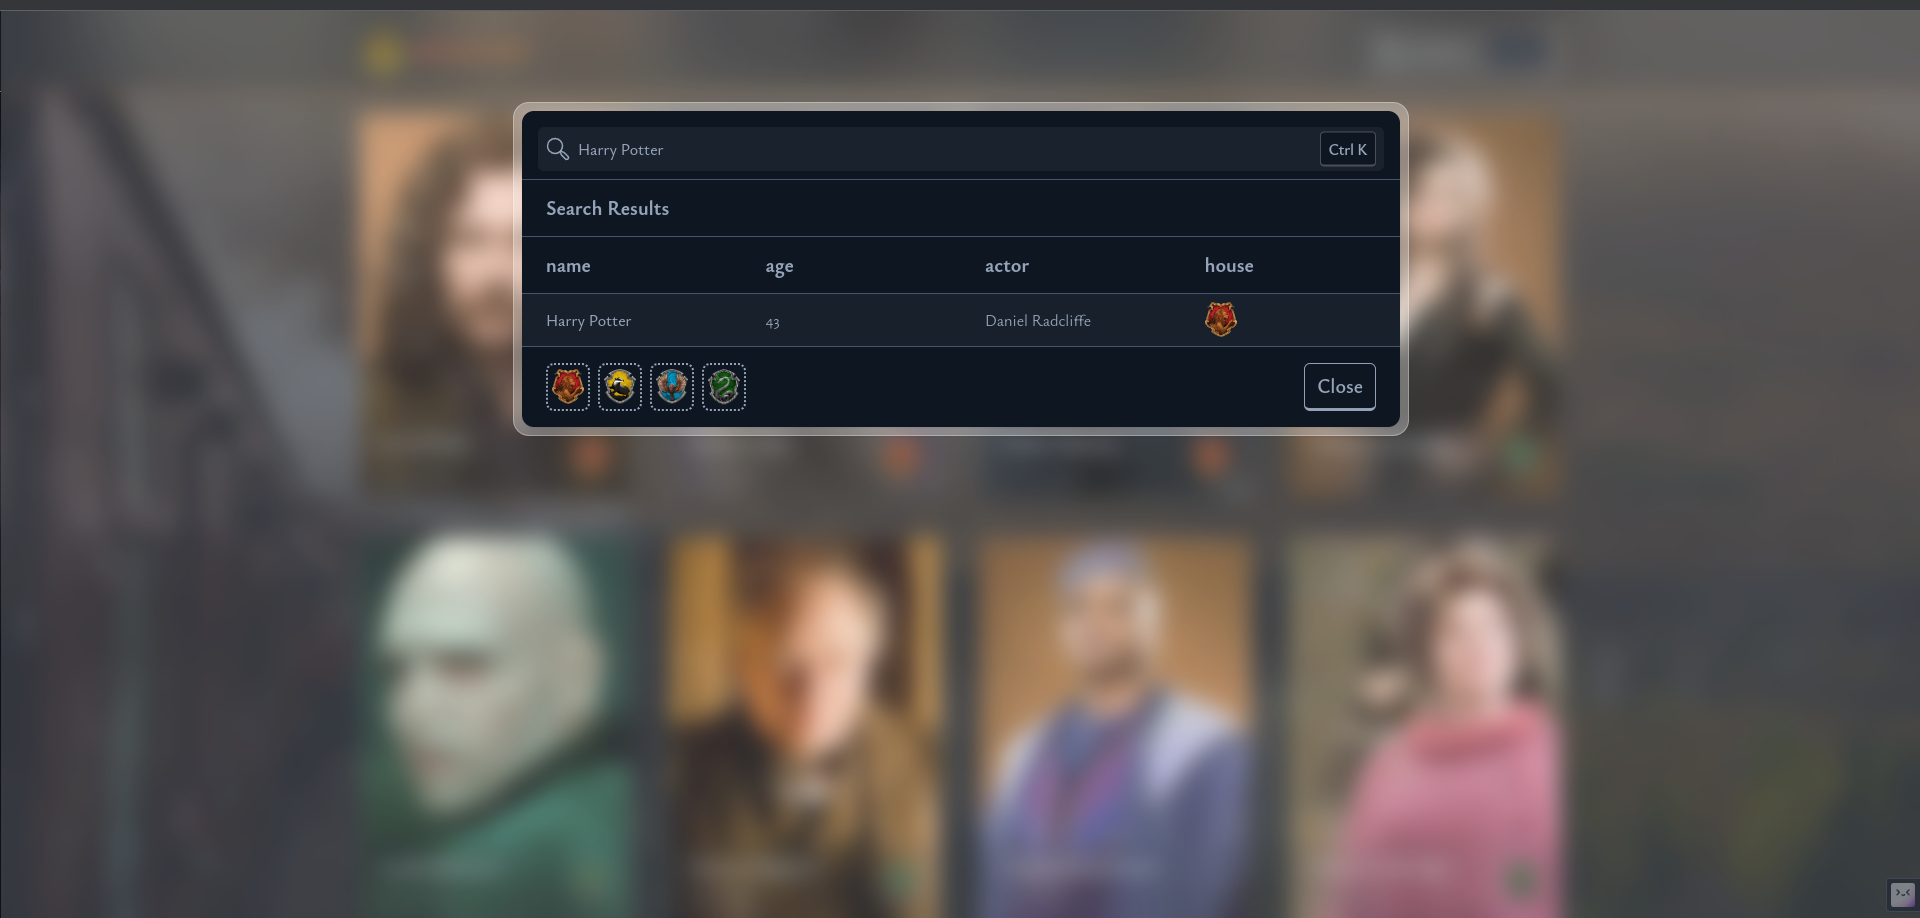 Harry Potter Ctrl K
Search Results
name age actor house
Harry Potter 43 Daniel Radcliffe
Close